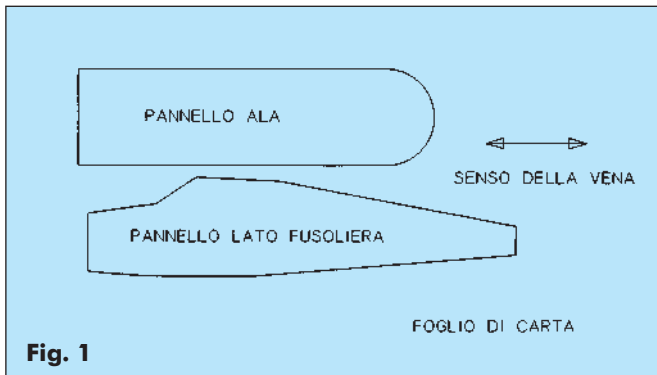 PANNELLO ALA
SENSO DELLA VENA
PANNELLO LATO FUSOLIERA
FOGLIO DI CARTA
Fig. 1